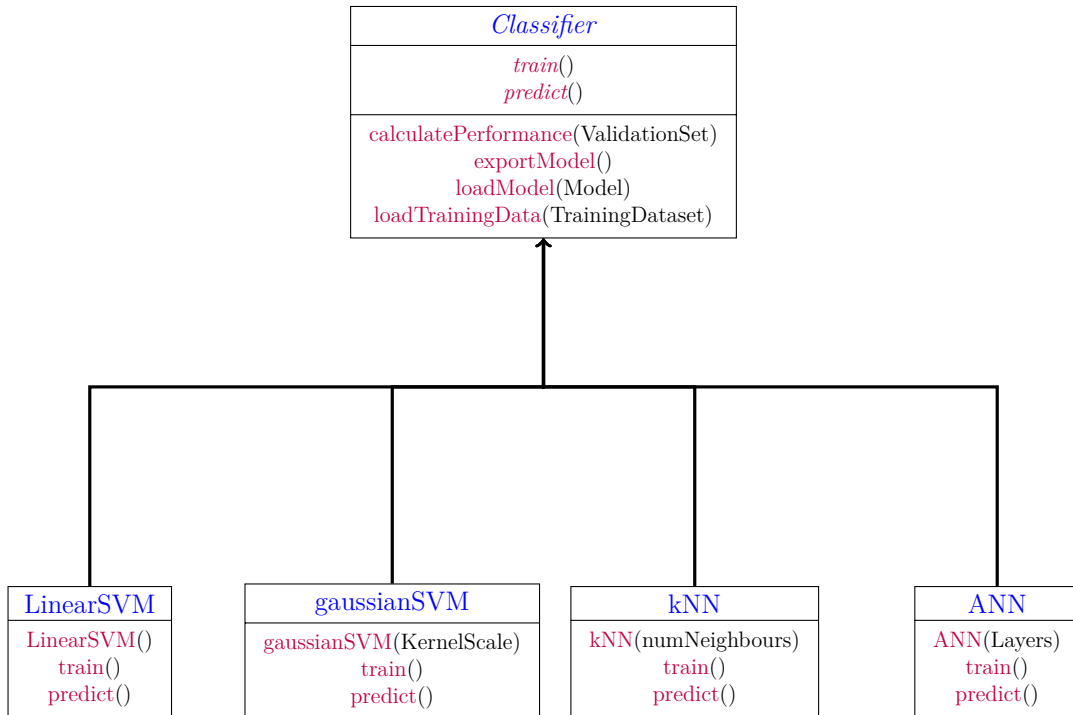 Classifier
train()
predict()
calculatePerformance(ValidationSet)
exportModel()
loadModel(Model)
loadTrainingData(TrainingDataset)
LinearSVM
LinearSVM()
train()
predict()
gaussianSVM
gaussianSVM(KernelScale)
train()
predict()
kNN
kNN(numNeighbours)
train()
predict()
ANN
ANN(Layers)
train()
predict()